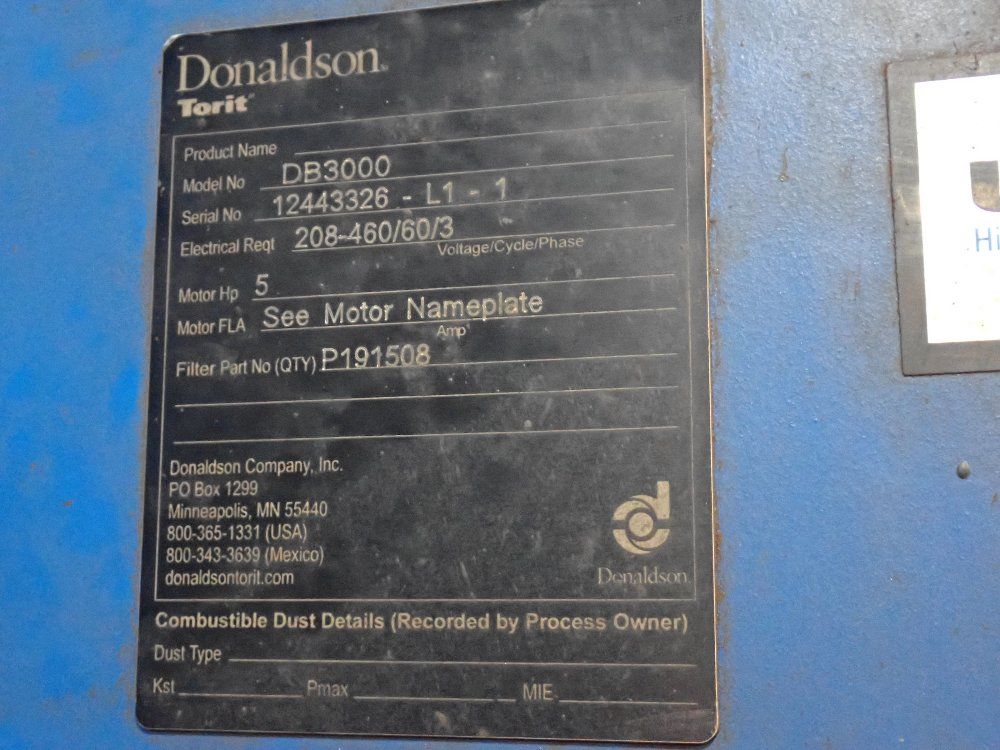 Donaldson.
Torit
Product Name
Model No DB3000
Serial No 12443326 - L1 - 1
Electrical Reqt 208-460/60/3
Voltage/Cycle/Phase
Motor Hp 5
Motor FLA See Motor Nameplate
Amp
Filter Part No (QTY) P191508
Donaldson Company, Inc.
PO Box 1299
Minneapolis, MN 55440
800-365-1331 (USA)
800-343-3639 (Mexico)
donaldsontorit.com
Donaldson.
Combustible Dust Details (Recorded by Process Owner)
Dust Type
Kst Pmax MIE
Hi